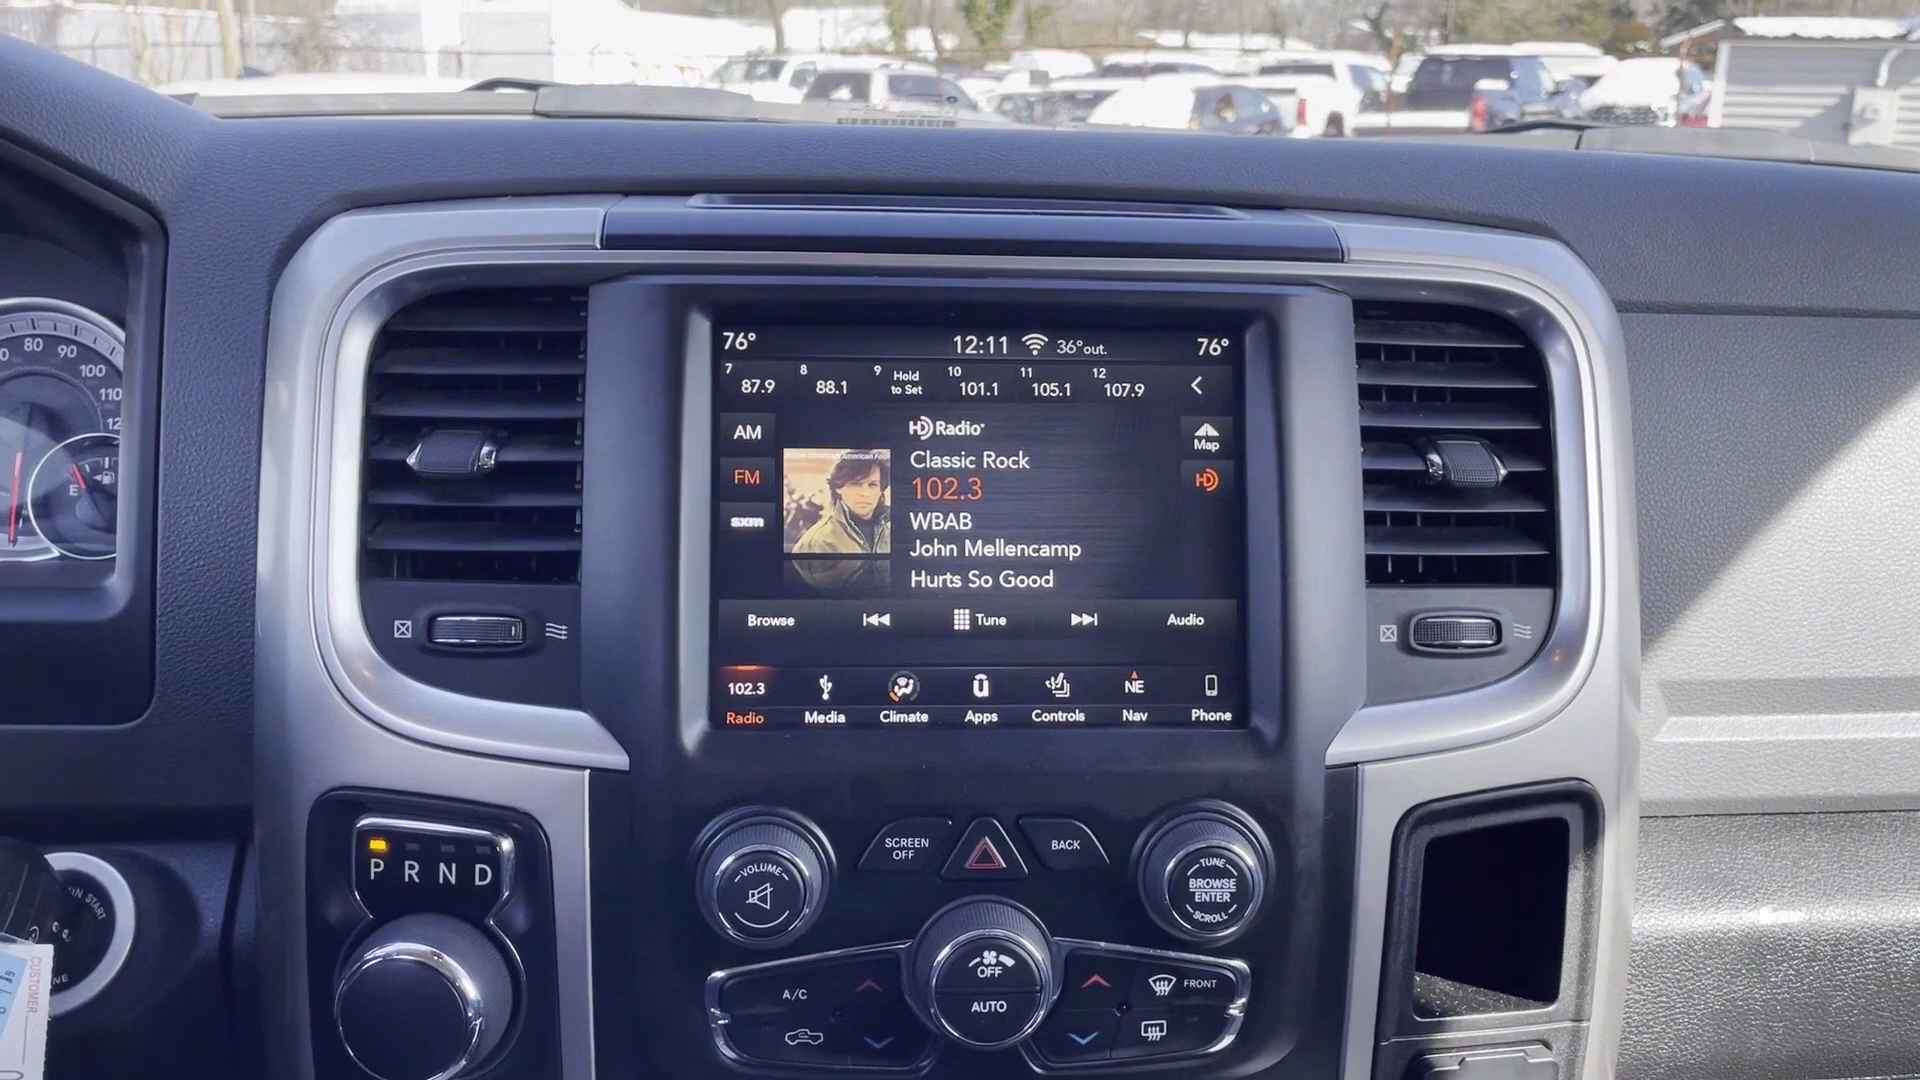 76°
12:11
36°out.
76°
7
87.9
8
88.1
9
Hold
to Set
10
101.1
11
105.1
12
107.9
AM
FM
sxm
HD Radio
Classic Rock
102.3
WBAB
John Mellencamp
Hurts So Good
Map
HD
Browse
Tune
Audio
102.3
Radio
Media
Climate
Apps
Controls
NE
Nav
Phone
80
90
100
110
E
P R N D
VOLUME
SCREEN
OFF
BACK
TUNE
BROWSE
ENTER
SCROLL
OFF
AUTO
A/C
FRONT
START
CUSTOMER